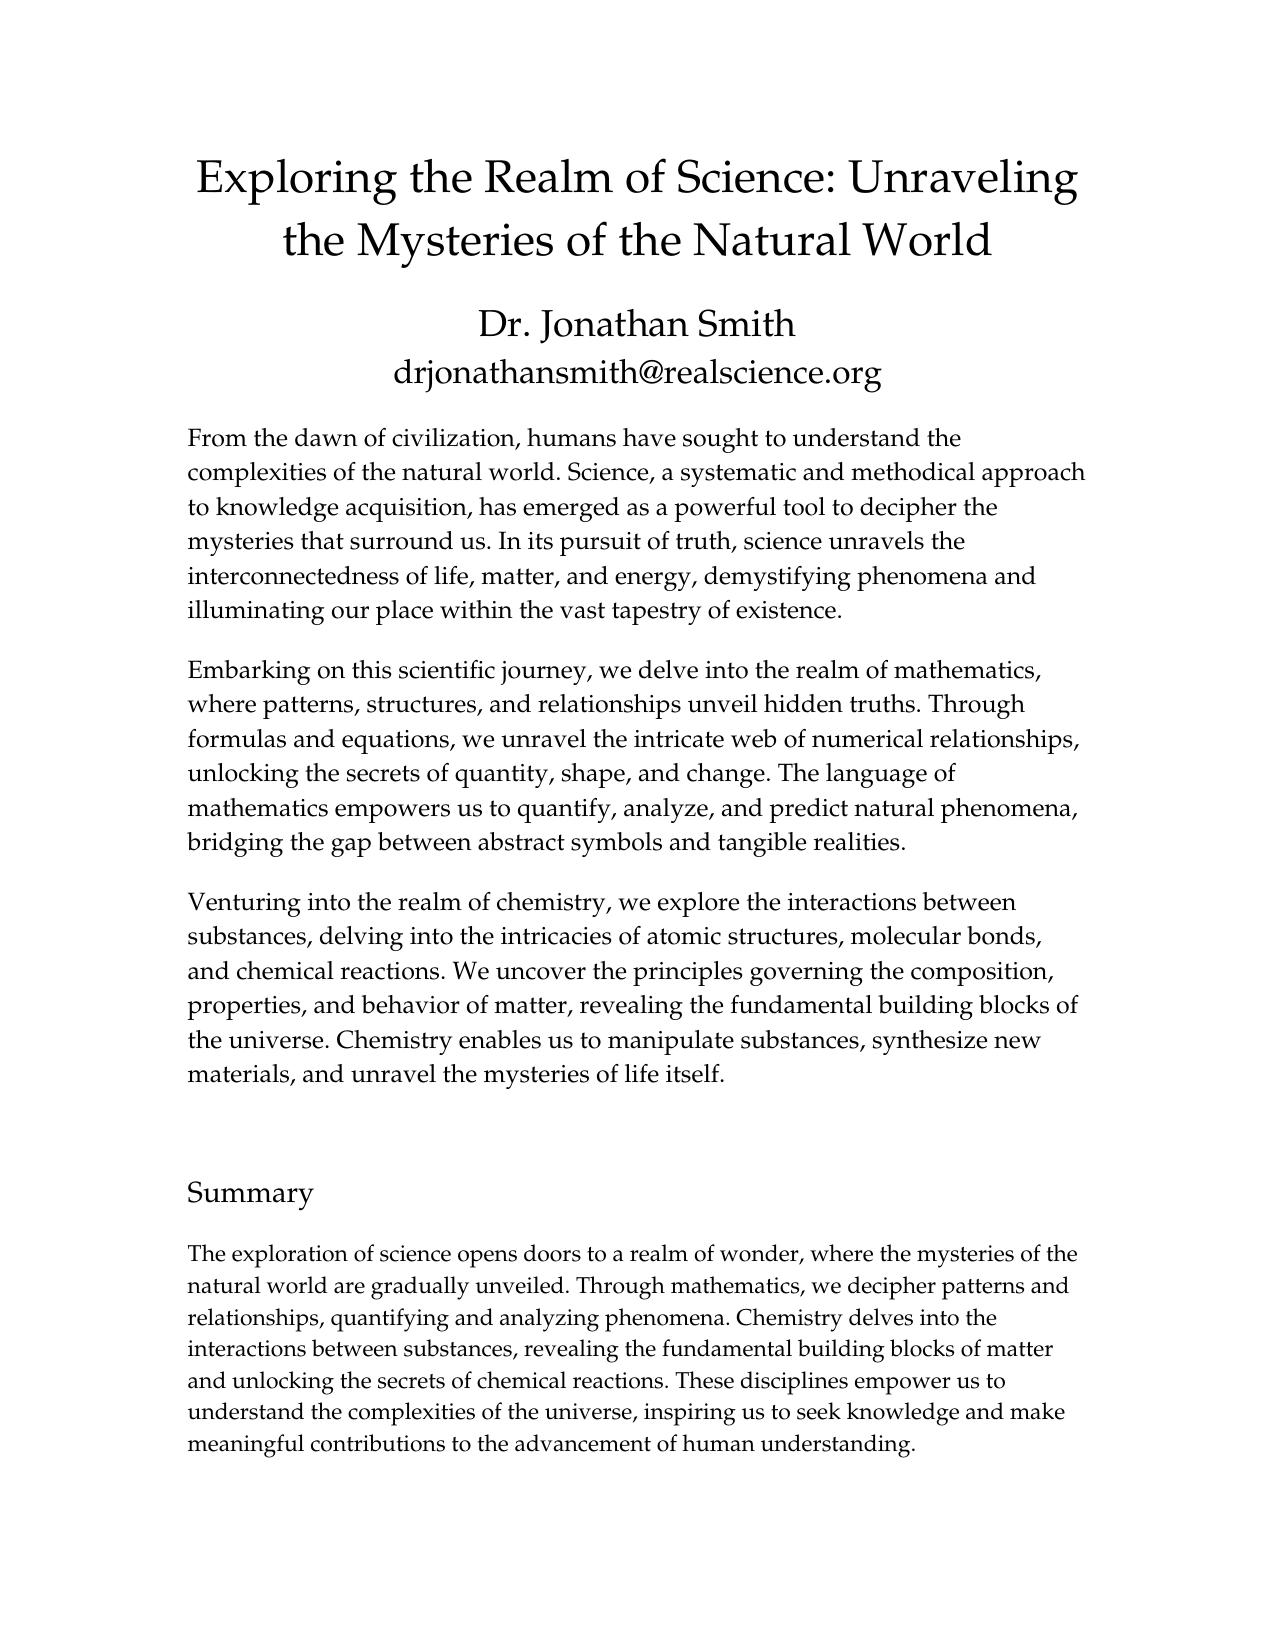 Exploring the Realm of Science: Unraveling
the Mysteries of the Natural World
Dr. Jonathan Smith
drjonathansmith@realscience.org
From the dawn of civilization, humans have sought to understand the
complexities of the natural world. Science, a systematic and methodical approach
to knowledge acquisition, has emerged as a powerful tool to decipher the
mysteries that surround us. In its pursuit of truth, science unravels the
interconnectedness of life, matter, and energy, demystifying phenomena and
illuminating our place within the vast tapestry of existence.
Embarking on this scientific journey, we delve into the realm of mathematics,
where patterns, structures, and relationships unveil hidden truths. Through
formulas and equations, we unravel the intricate web of numerical relationships,
unlocking the secrets of quantity, shape, and change. The language of
mathematics empowers us to quantify, analyze, and predict natural phenomena,
bridging the gap between abstract symbols and tangible realities.
Venturing into the realm of chemistry, we explore the interactions between
substances, delving into the intricacies of atomic structures, molecular bonds,
and chemical reactions. We uncover the principles governing the composition,
properties, and behavior of matter, revealing the fundamental building blocks of
the universe. Chemistry enables us to manipulate substances, synthesize new
materials, and unravel the mysteries of life itself.
Summary
The exploration of science opens doors to a realm of wonder, where the mysteries of the
natural world are gradually unveiled. Through mathematics, we decipher patterns and
relationships, quantifying and analyzing phenomena. Chemistry delves into the
interactions between substances, revealing the fundamental building blocks of matter
and unlocking the secrets of chemical reactions. These disciplines empower us to
understand the complexities of the universe, inspiring us to seek knowledge and make
meaningful contributions to the advancement of human understanding.